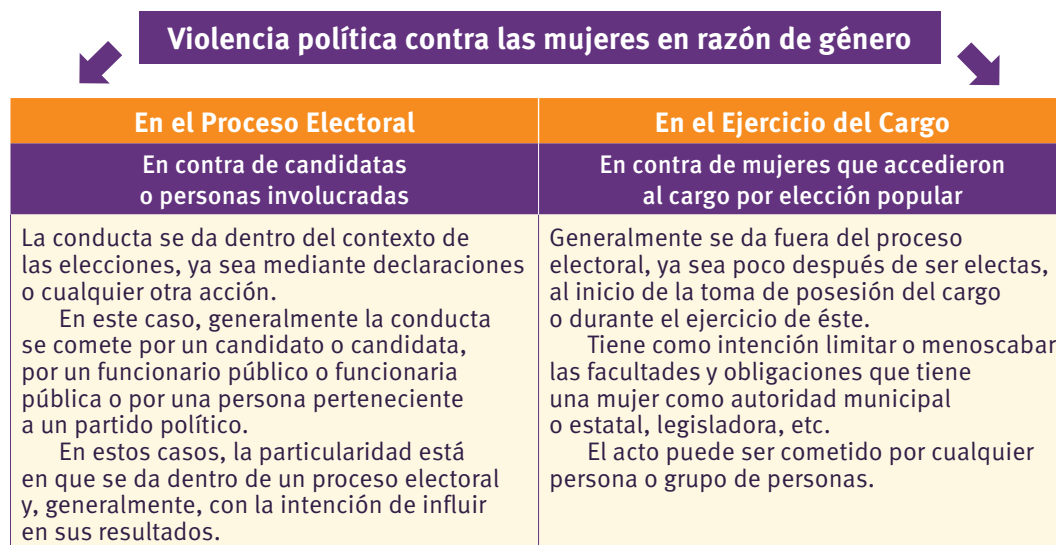 Violencia política contra las mujeres en razón de género
En el Proceso Electoral
En contra de candidatas
o personas involucradas
La conducta se da dentro del contexto de
las elecciones, ya sea mediante declaraciones
o cualquier otra acción.
En este caso, generalmente la conducta
se comete por un candidato o candidata,
por un funcionario público o funcionaria
pública o por una persona perteneciente
a un partido político.
En estos casos, la particularidad está
en que se da dentro de un proceso electoral
y, generalmente, con la intención de influir
en sus resultados.
En el Ejercicio del Cargo
En contra de mujeres que accedieron
al cargo por elección popular
Generalmente se da fuera del proceso
electoral, ya sea poco después de ser electas,
al inicio de la toma de posesión del cargo
o durante el ejercicio de éste.
Tiene como intención limitar o menoscabar
las facultades y obligaciones que tiene
una mujer como autoridad municipal
o estatal, legisladora, etc.
El acto puede ser cometido por cualquier
persona o grupo de personas.